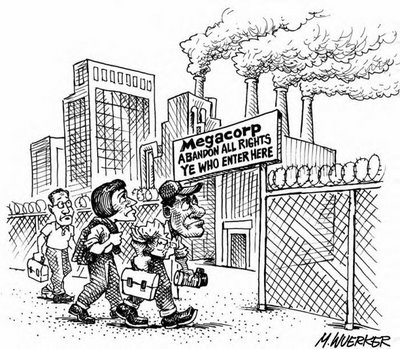 Megacorp
ABANDON ALL RIGHTS
YE WHO ENTER HERE
M.WUERKER